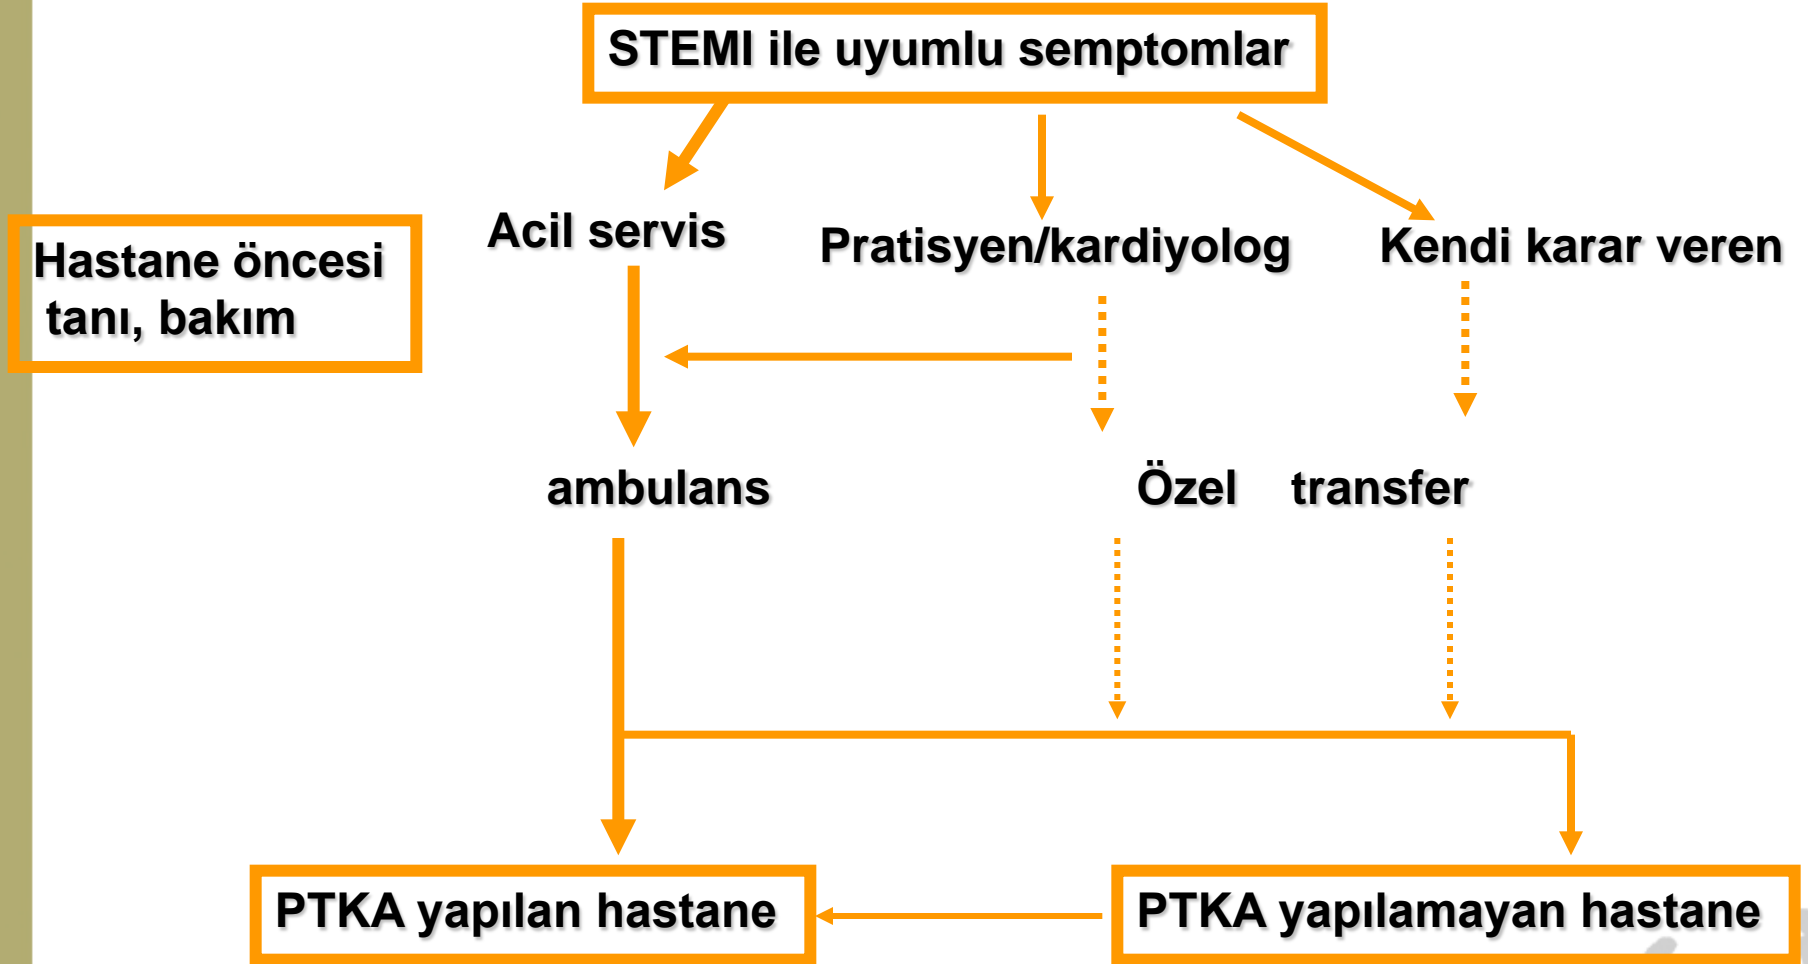 STEMI ile uyumlu semptomlar
Acil servis
Pratisyen/kardiyolog
Kendi karar veren
Hastane öncesi
tanı, bakım
ambulans
Özel transfer
PTKA yapılan hastane
PTKA yapılamayan hastane